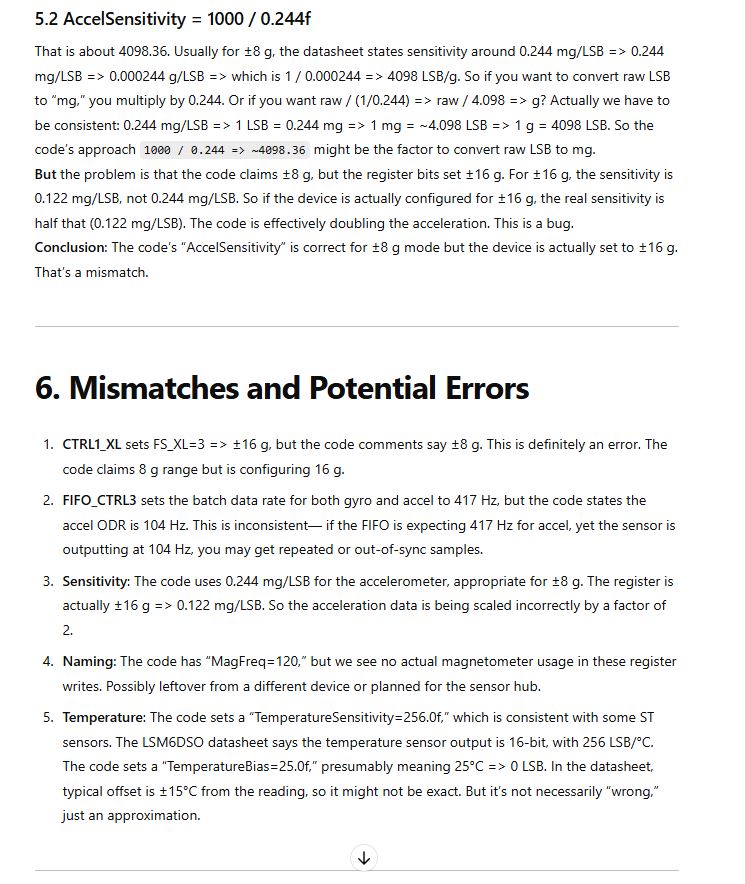 5.2 AccelSensitivity = 1000 / 0.244f
That is about 4098.36. Usually for ±8 g, the datasheet states sensitivity around 0.244 mg/LSB => 0.244
mg/LSB => 0.000244 g/LSB => which is 1 / 0.000244 => 4098 LSB/g. So if you want to convert raw LSB
to “mg,” you multiply by 0.244. Or if you want raw / (1/0.244) => raw / 4.098 => g? Actually we have to
be consistent: 0.244 mg/LSB => 1 LSB = 0.244 mg => 1 mg = ~4.098 LSB => 1 g = 4098 LSB. So the
code’s approach 1000 / 0.244 => ~4098.36 might be the factor to convert raw LSB to mg.
But the problem is that the code claims ±8 g, but the register bits set ±16 g. For ±16 g, the sensitivity is
0.122 mg/LSB, not 0.244 mg/LSB. So if the device is actually configured for ±16 g, the real sensitivity is
half that (0.122 mg/LSB). The code is effectively doubling the acceleration. This is a bug.
Conclusion: The code’s “AccelSensitivity” is correct for ±8 g mode but the device is actually set to ±16 g.
That’s a mismatch.
6. Mismatches and Potential Errors
1. CTRL1_XL sets FS_XL=3 => ±16 g, but the code comments say ±8 g. This is definitely an error. The
code claims 8 g range but is configuring 16 g.
2. FIFO_CTRL3 sets the batch data rate for both gyro and accel to 417 Hz, but the code states the
accel ODR is 104 Hz. This is inconsistent— if the FIFO is expecting 417 Hz for accel, yet the sensor is
outputting at 104 Hz, you may get repeated or out-of-sync samples.
3. Sensitivity: The code uses 0.244 mg/LSB for the accelerometer, appropriate for ±8 g. The register is
actually ±16 g => 0.122 mg/LSB. So the acceleration data is being scaled incorrectly by a factor of
2.
4. Naming: The code has “MagFreq=120,” but we see no actual magnetometer usage in these register
writes. Possibly leftover from a different device or planned for the sensor hub.
5. Temperature: The code sets a “TemperatureSensitivity=256.0f,” which is consistent with some ST
sensors. The LSM6DSO datasheet says the temperature sensor output is 16-bit, with 256 LSB/°C.
The code sets a “TemperatureBias=25.0f,” presumably meaning 25°C => 0 LSB. In the datasheet,
typical offset is ±15°C from the reading, so it might not be exact. But it’s not necessarily “wrong,”
just an approximation.